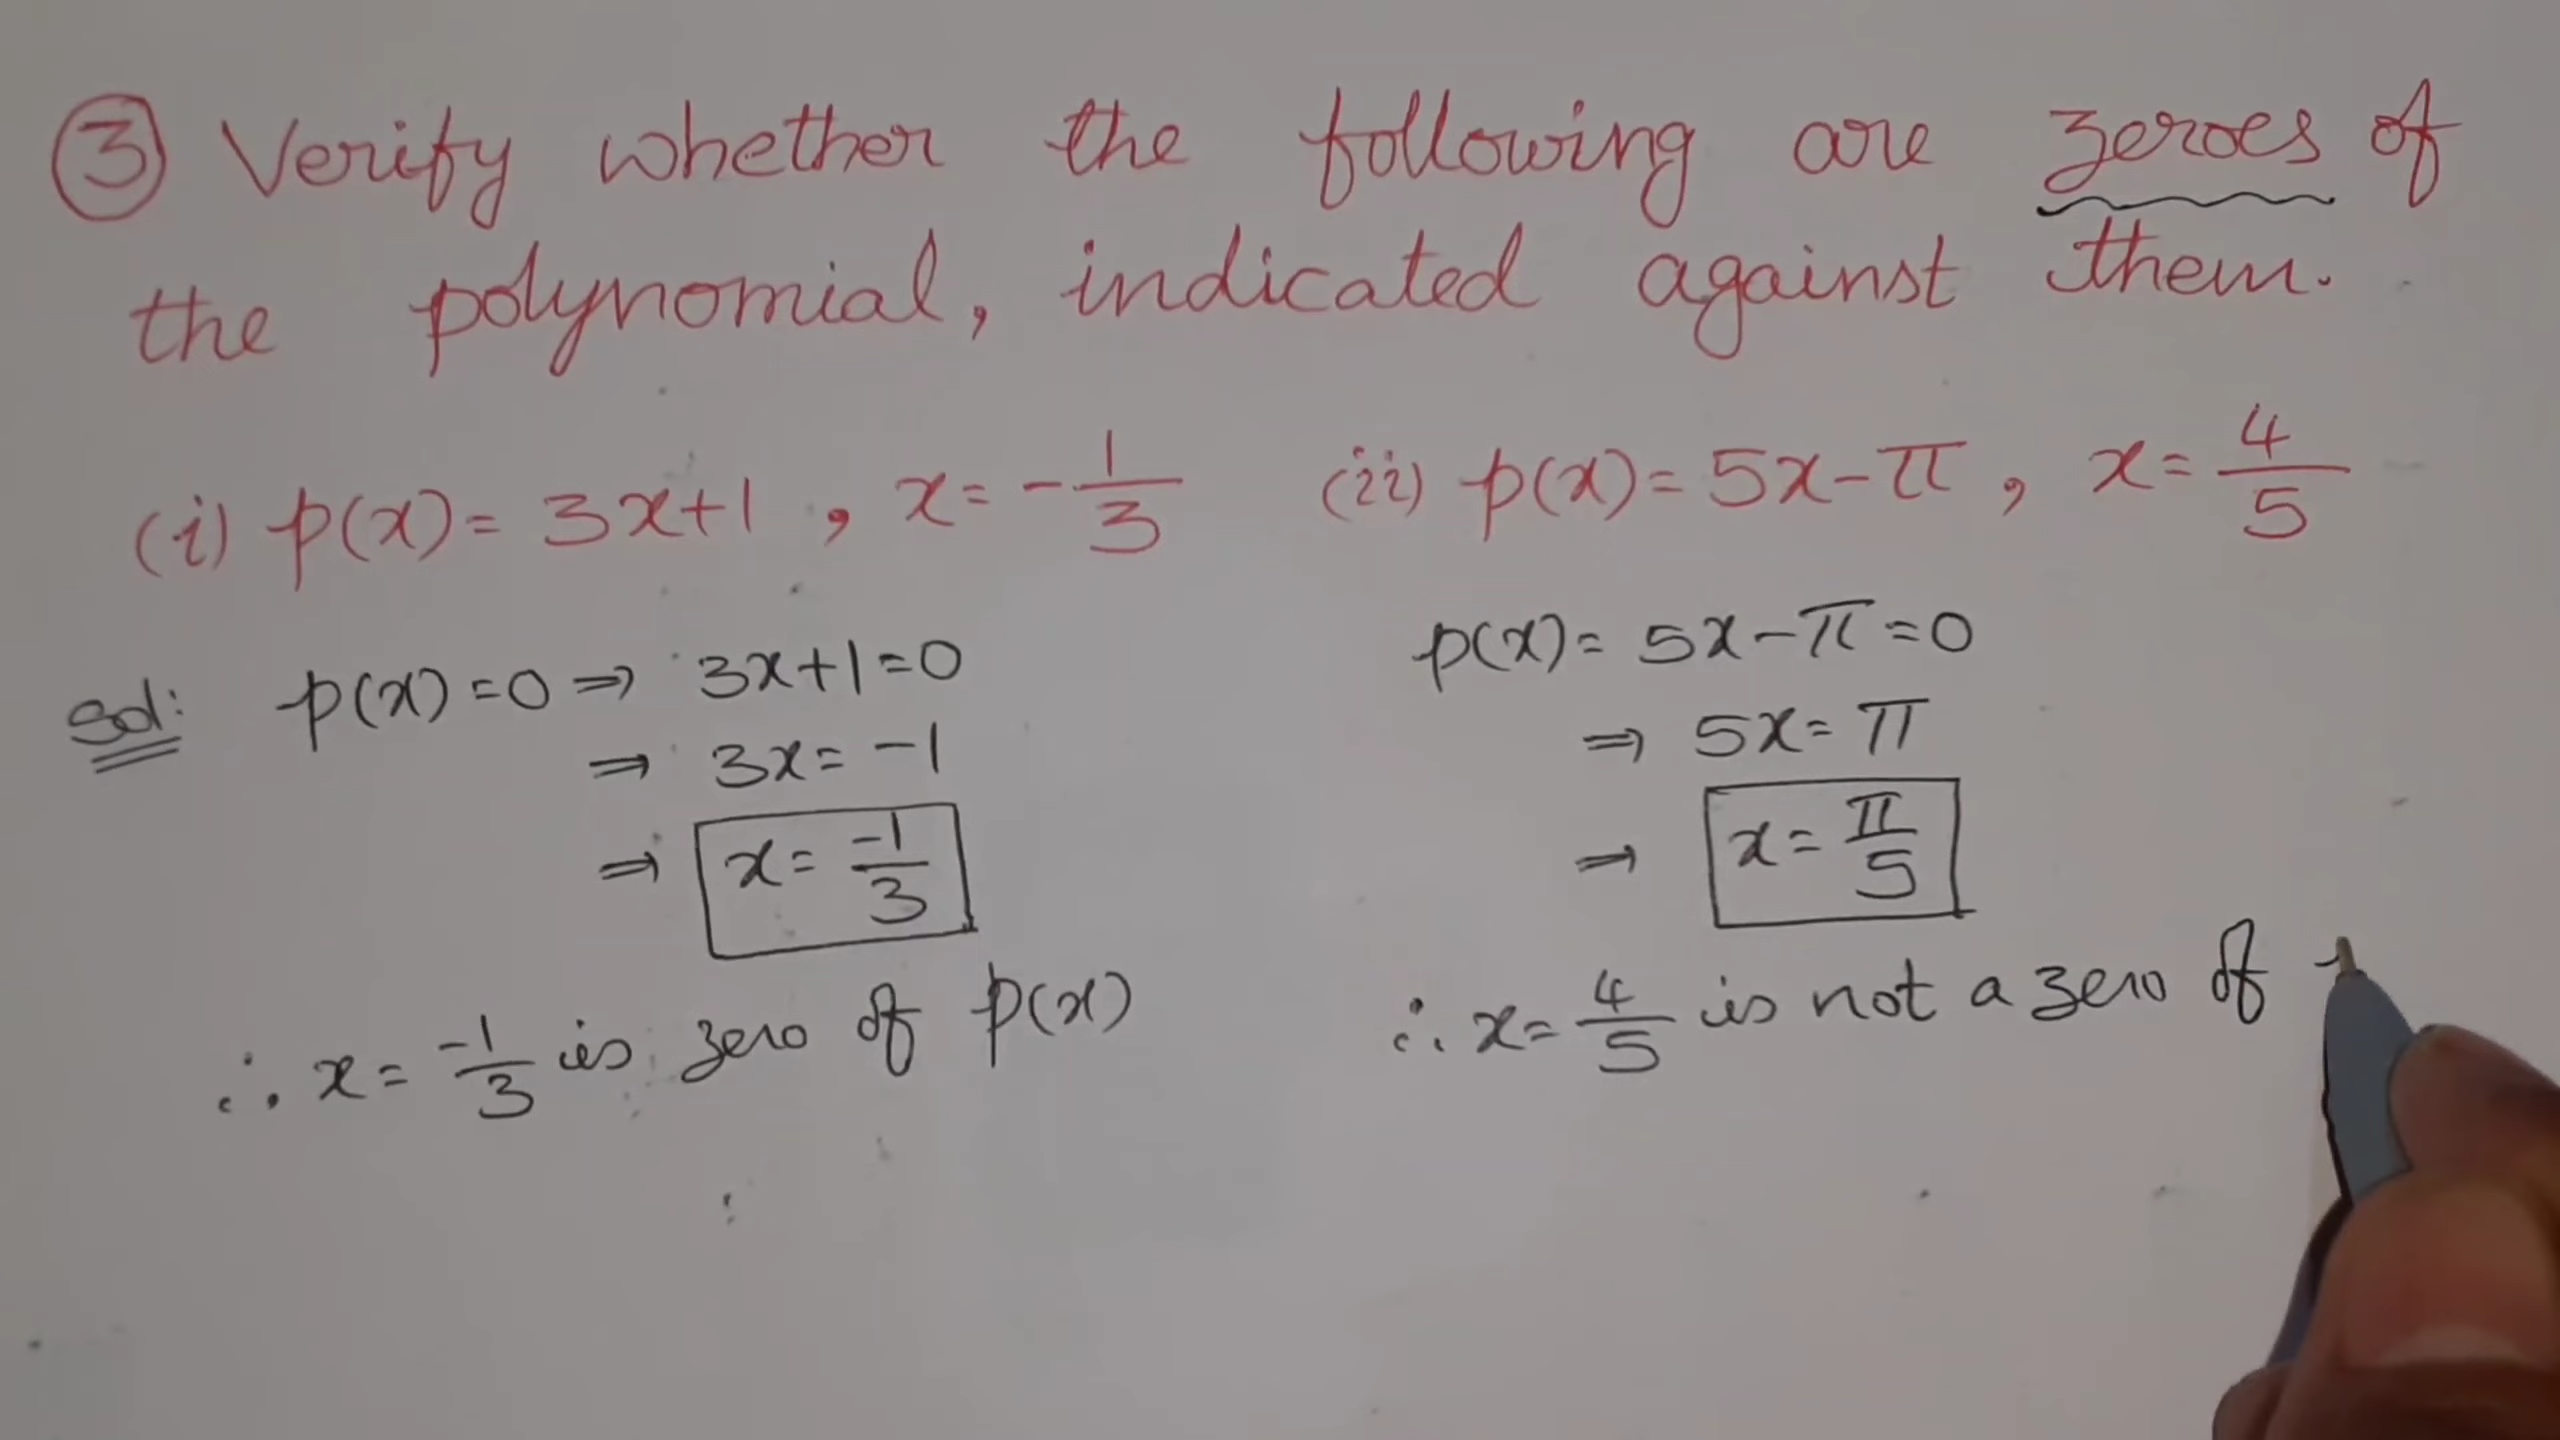 ③ Verify whether the following are zeroes of
the polynomial, indicated against them.
(i) p(x) = 3x+1 , x = -1/3
(ii) p(x) = 5x-π , x = 4/5
Sol: p(x) = 0 ⇒ 3x+1 = 0
⇒ 3x = -1
⇒ x = -1/3
∴ x = -1/3 is zero of p(x)
p(x) = 5x-π = 0
⇒ 5x = π
⇒ x = π/5
∴ x = 4/5 is not a zero of